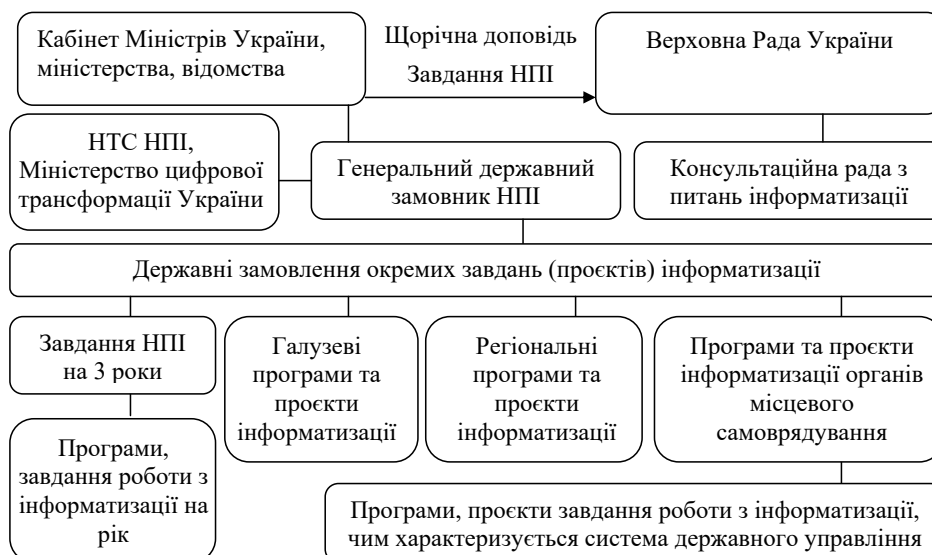 Кабінет Міністрів України,
міністерства, відомства
Щорічна доповідь
Завдання НПІ
Верховна Рада України
НТС НПІ,
Міністерство цифрової
трансформації України
Генеральний державний
замовник НПІ
Консультаційна рада з
питань інформатизації
Державні замовлення окремих завдань (проєктів) інформатизації
Завдання НПІ
на 3 роки
Галузеві
програми та
проєкти
інформатизації
Регіональні
програми та
проєкти
інформатизації
Програми та проєкти
інформатизації органів
місцевого
самоврядування
Програми,
завдання роботи з
інформатизації на
рік
Програми, проєкти завдання роботи з інформатизації,
чим характеризується система державного управління